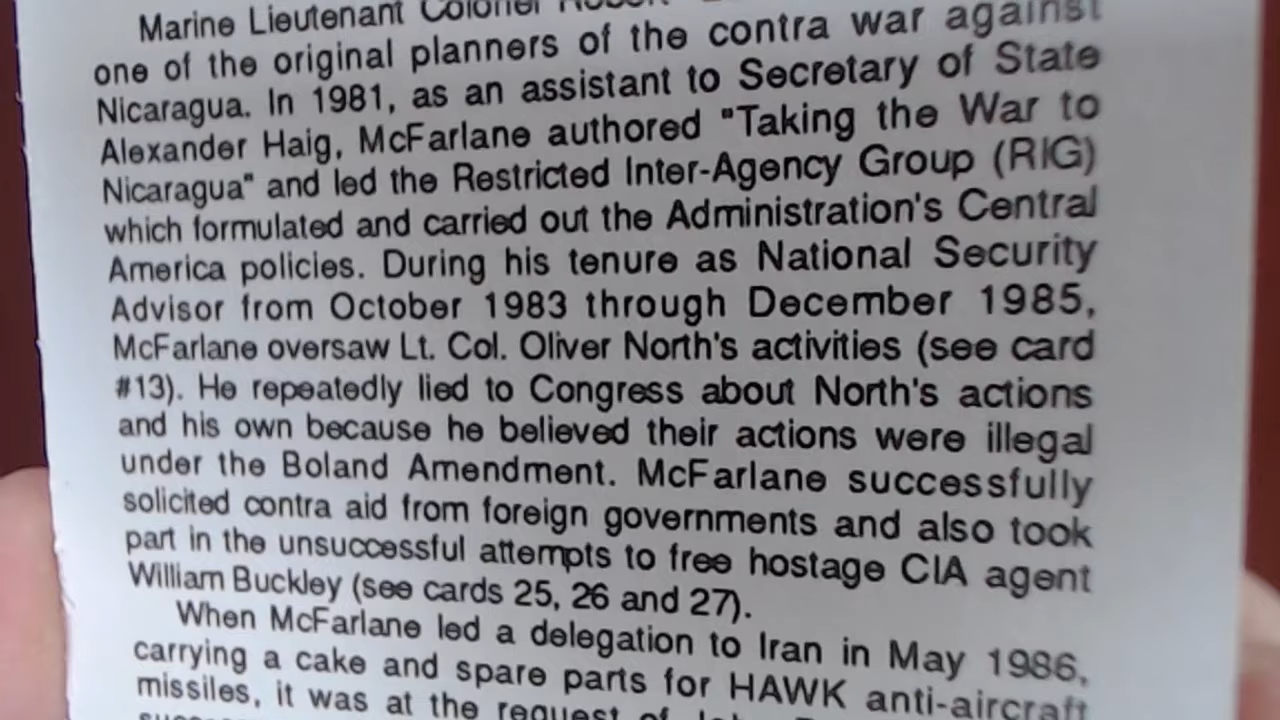 Marine Lieutenant Colonel Robert
one of the original planners of the contra war against
Nicaragua. In 1981, as an assistant to Secretary of State
Alexander Haig, McFarlane authored "Taking the War to
Nicaragua" and led the Restricted Inter-Agency Group (RIG)
which formulated and carried out the Administration's Central
America policies. During his tenure as National Security
Advisor from October 1983 through December 1985,
McFarlane oversaw Lt. Col. Oliver North's activities (see card
#13). He repeatedly lied to Congress about North's actions
and his own because he believed their actions were illegal
under the Boland Amendment. McFarlane successfully
solicited contra aid from foreign governments and also took
part in the unsuccessful attempts to free hostage CIA agent
William Buckley (see cards 25, 26 and 27).
When McFarlane led a delegation to Iran in May 1986,
carrying a cake and spare parts for HAWK anti-aircraft
missiles, it was at the request of